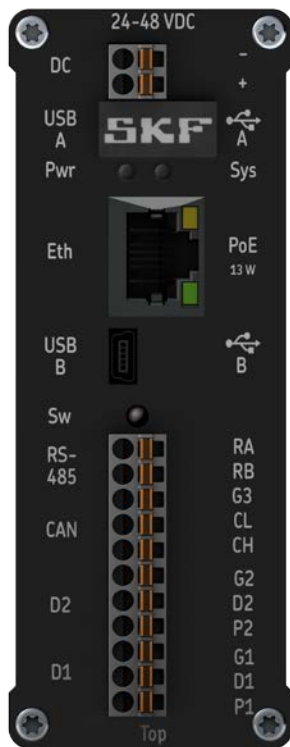 24-48 VDC
DC
-
+
USB
A
SKF
A
Pwr
Sys
Eth
PoE
13 W
USB
B
B
Sw
RS-
485
RA
RB
G3
CAN
CL
CH
D2
G2
D2
P2
D1
G1
D1
P1
Top